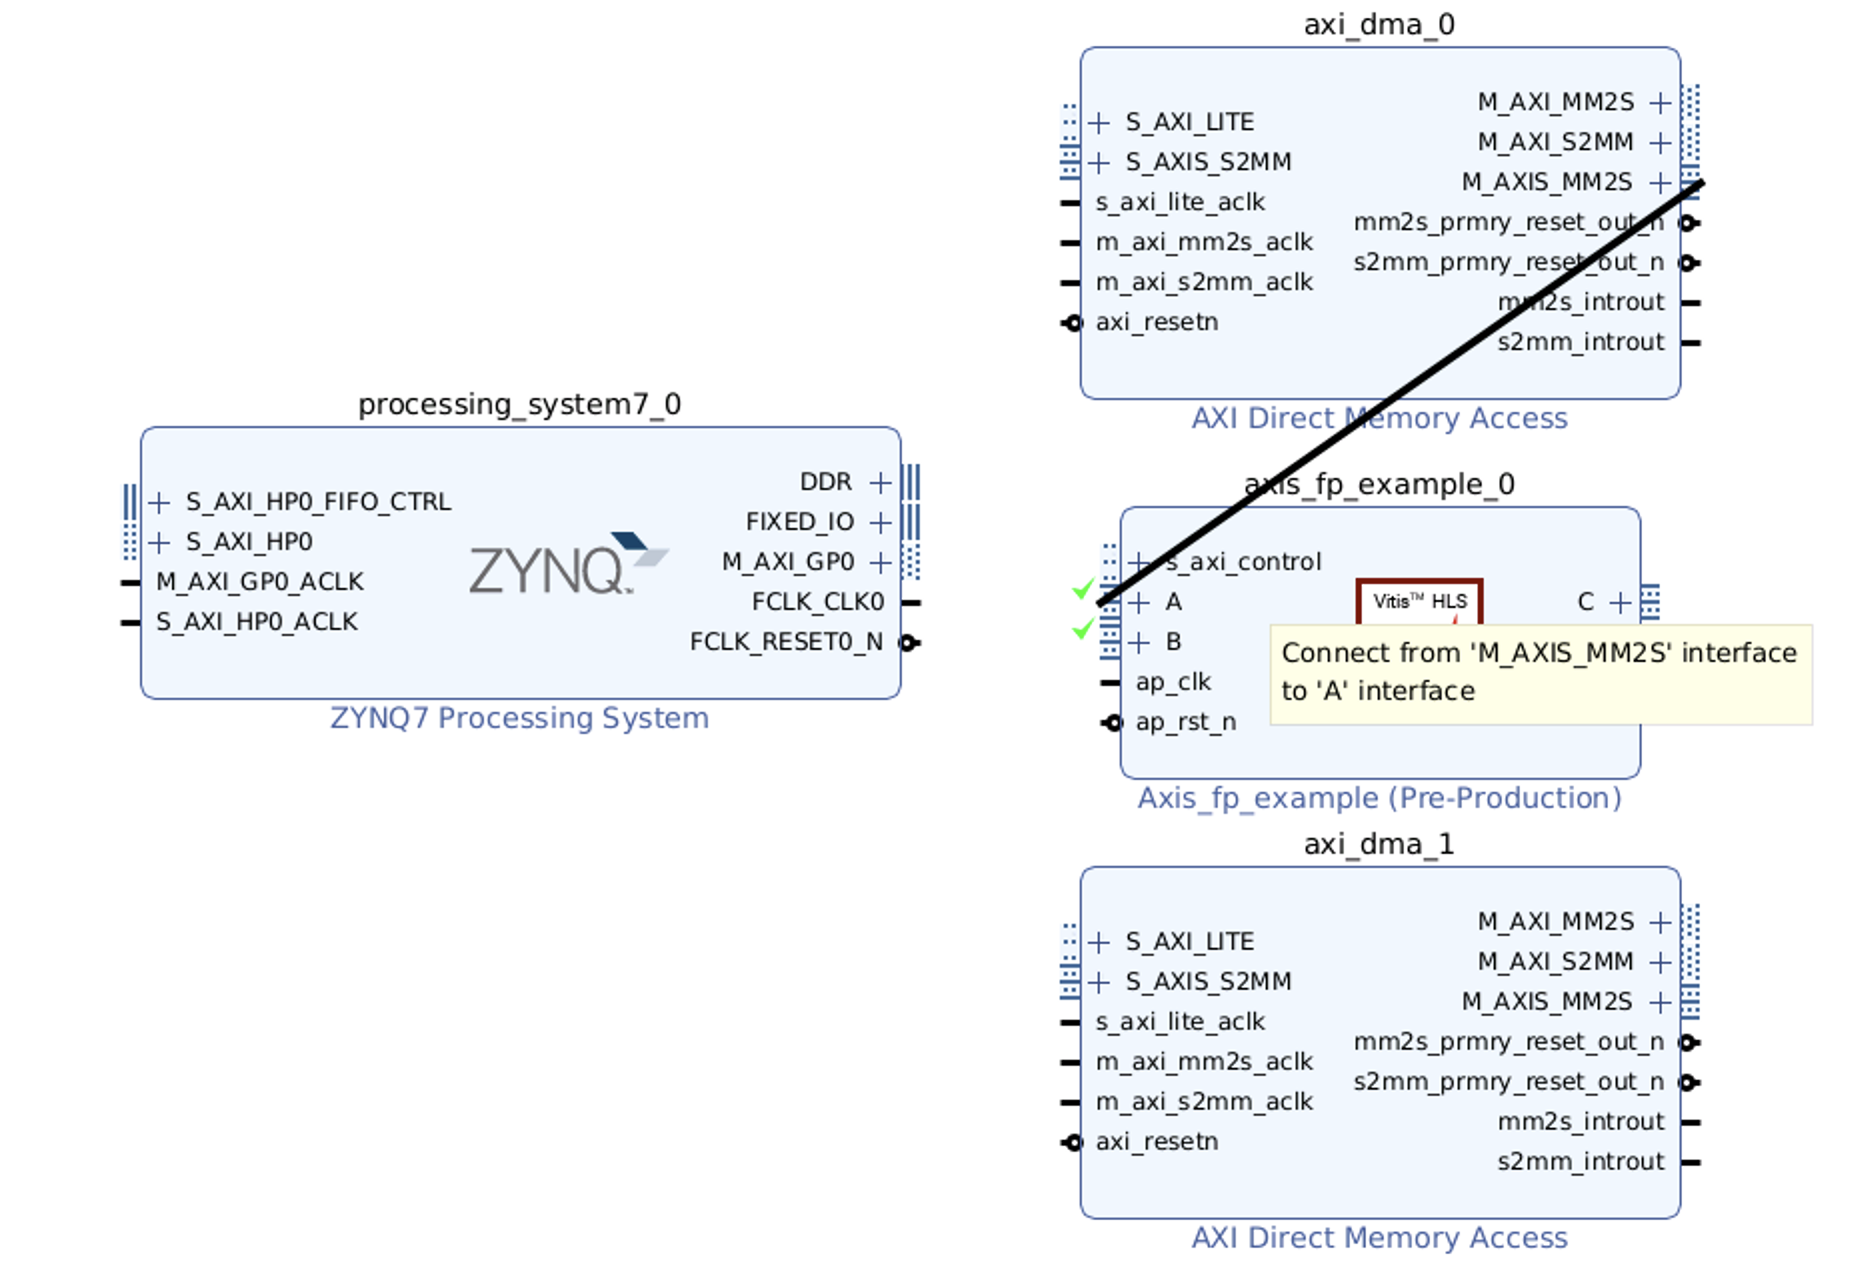 axi_dma_0
S_AXI_LITE
S_AXIS_S2MM
s_axi_lite_aclk
m_axi_mm2s_aclk
m_axi_s2mm_aclk
axi_resetn
M_AXI_MM2S
M_AXI_S2MM
M_AXIS_MM2S
mm2s_prmry_reset_out_n
s2mm_prmry_reset_out_n
mm2s_introut
s2mm_introut
AXI Direct Memory Access
processing_system7_0
S_AXI_HP0_FIFO_CTRL
S_AXI_HP0
M_AXI_GP0_ACLK
S_AXI_HP0_ACLK
ZYNQ
TM
DDR
FIXED_IO
M_AXI_GP0
FCLK_CLK0
FCLK_RESET0_N
ZYNQ7 Processing System
axis_fp_example_0
s_axi_control
A
B
ap_clk
ap_rst_n
Vitis™ HLS
C
Connect from 'M_AXIS_MM2S' interface
to 'A' interface
Axis_fp_example (Pre-Production)
axi_dma_1
S_AXI_LITE
S_AXIS_S2MM
s_axi_lite_aclk
m_axi_mm2s_aclk
m_axi_s2mm_aclk
axi_resetn
M_AXI_MM2S
M_AXI_S2MM
M_AXIS_MM2S
mm2s_prmry_reset_out_n
s2mm_prmry_reset_out_n
mm2s_introut
s2mm_introut
AXI Direct Memory Access